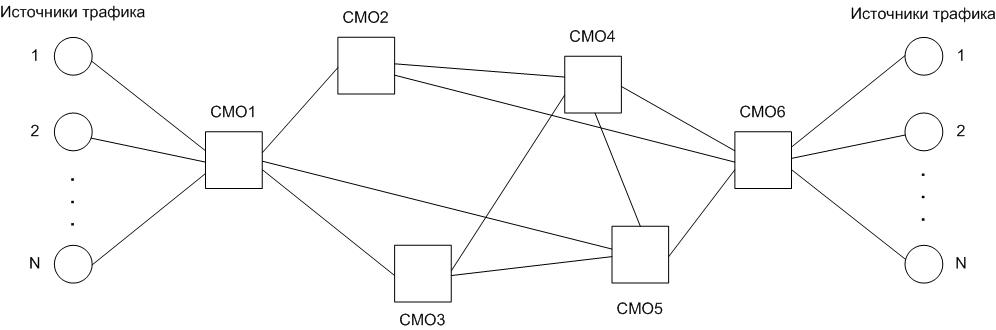 Источники трафика
Источники трафика
СМО2
СМО4
1
1
СМО1
СМО6
2
2
.
.
.
.
.
.
N
N
СМО5
СМО3